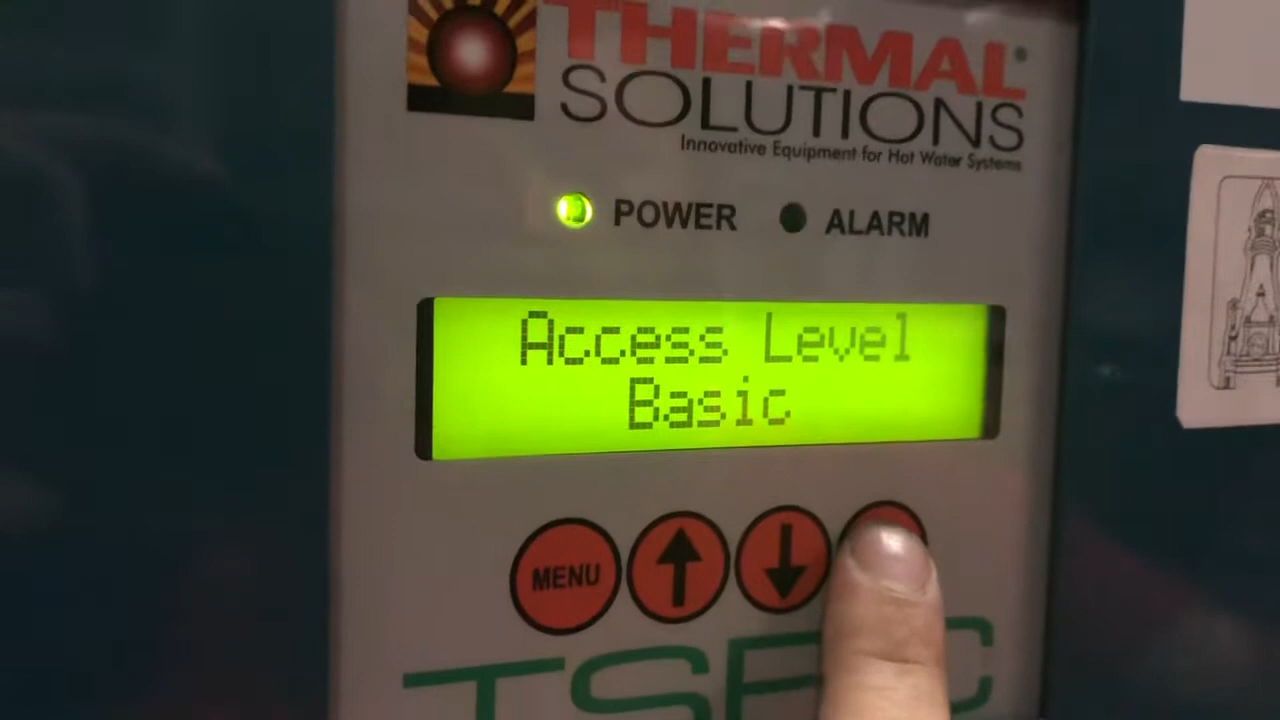 THERMAL®
SOLUTIONS
Innovative Equipment for Hot Water Systems
POWER ALARM
Access Level
Basic
MENU